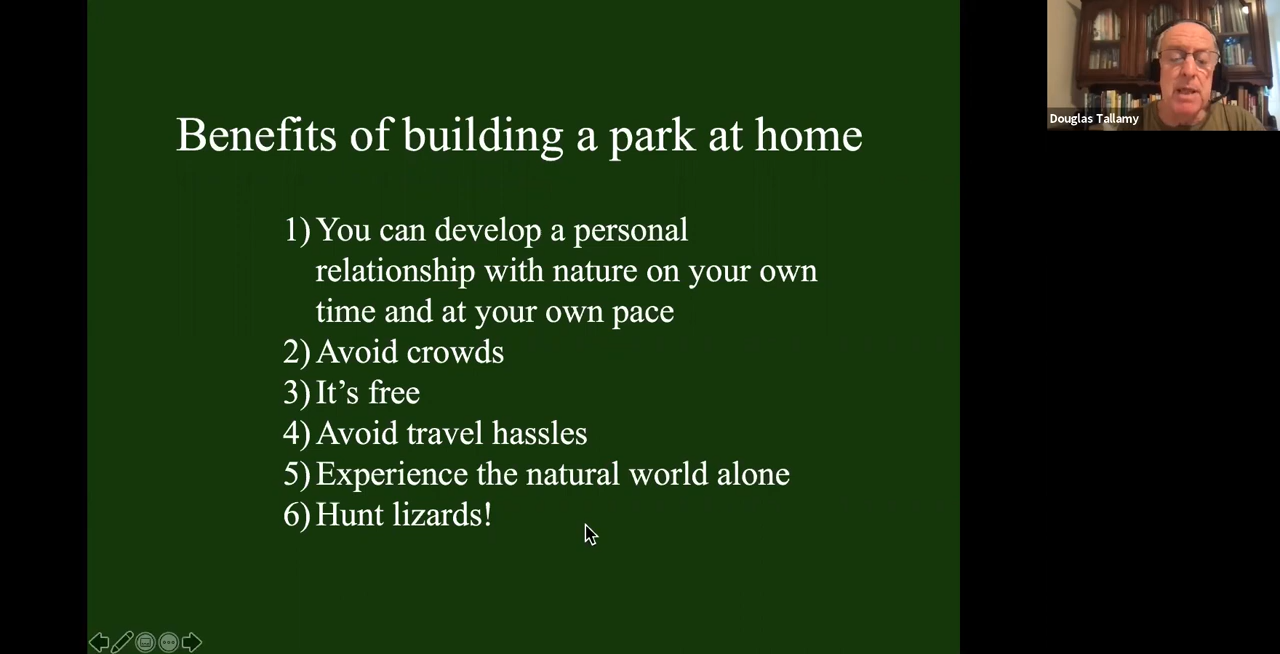 Benefits of building a park at home
1) You can develop a personal
relationship with nature on your own
time and at your own pace
2) Avoid crowds
3) It’s free
4) Avoid travel hassles
5) Experience the natural world alone
6) Hunt lizards!
Douglas Tallamy